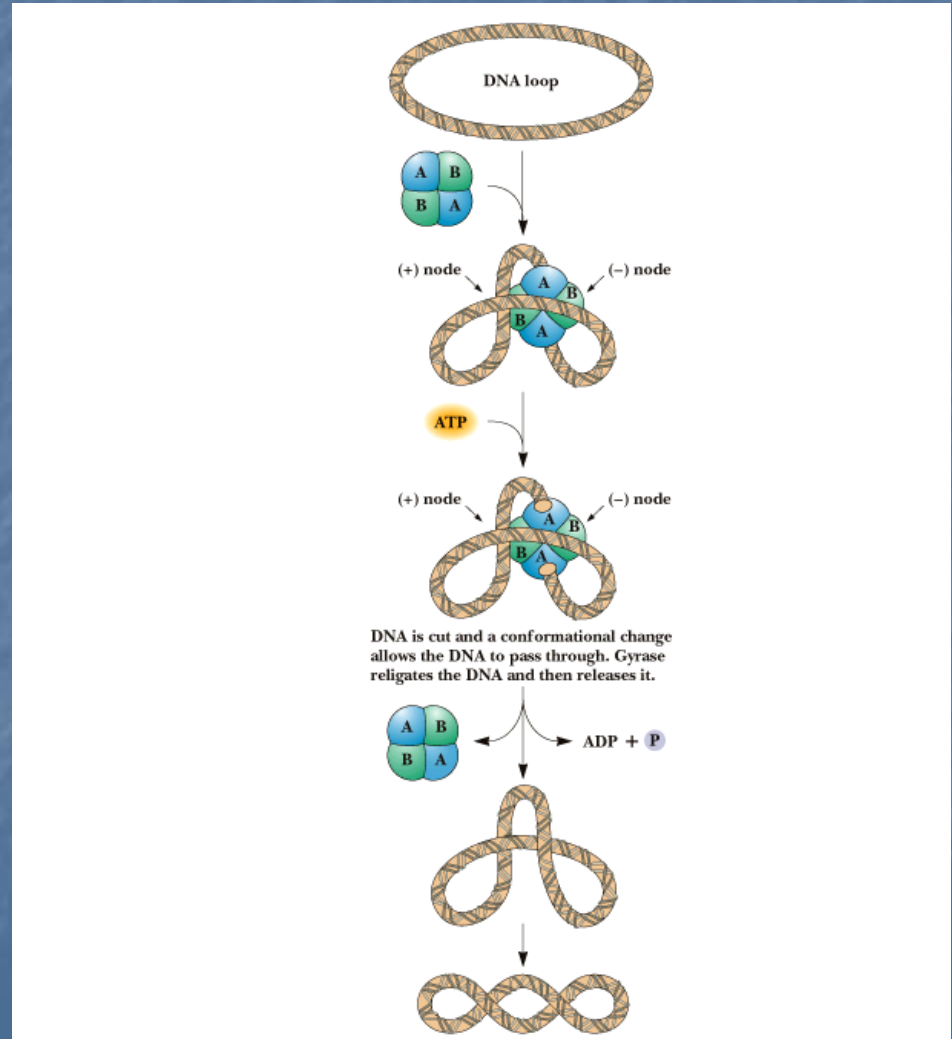 DNA loop
A B
B A
(+) node
(–) node
A
B
B
A
ATP
(+) node
(–) node
A
B
B
A
DNA is cut and a conformational change
allows the DNA to pass through. Gyrase
religates the DNA and then releases it.
A B
B A
ADP + P